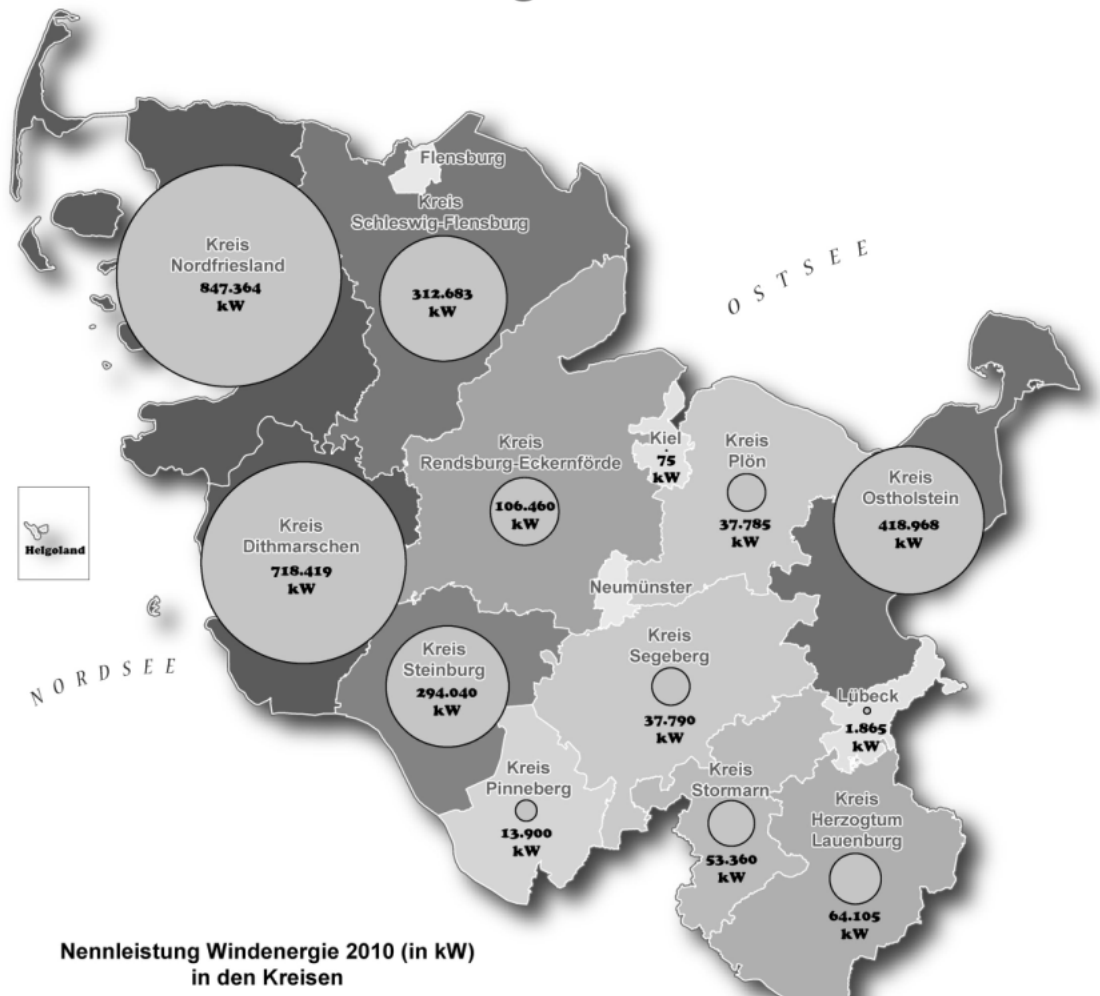 Flensburg
Kreis
Schleswig-Flensburg
312.683
kW
Kreis
Nordfriesland
847.364
kW
OSTSEE
Kreis
Rendsburg-Eckernförde
106.460
kW
Kiel
75
kW
Kreis
Plön
37.785
kW
Kreis
Ostholstein
418.968
kW
Helgoland
Kreis
Dithmarschen
718.419
kW
Neumünster
NORDSEE
Kreis
Steinburg
294.040
kW
Kreis
Segeberg
37.790
kW
Lübeck
1.865
kW
Kreis
Pinneberg
13.900
kW
Kreis
Stormarn
53.360
kW
Kreis
Herzogtum
Lauenburg
64.105
kW
Nennleistung Windenergie 2010 (in kW)
in den Kreisen